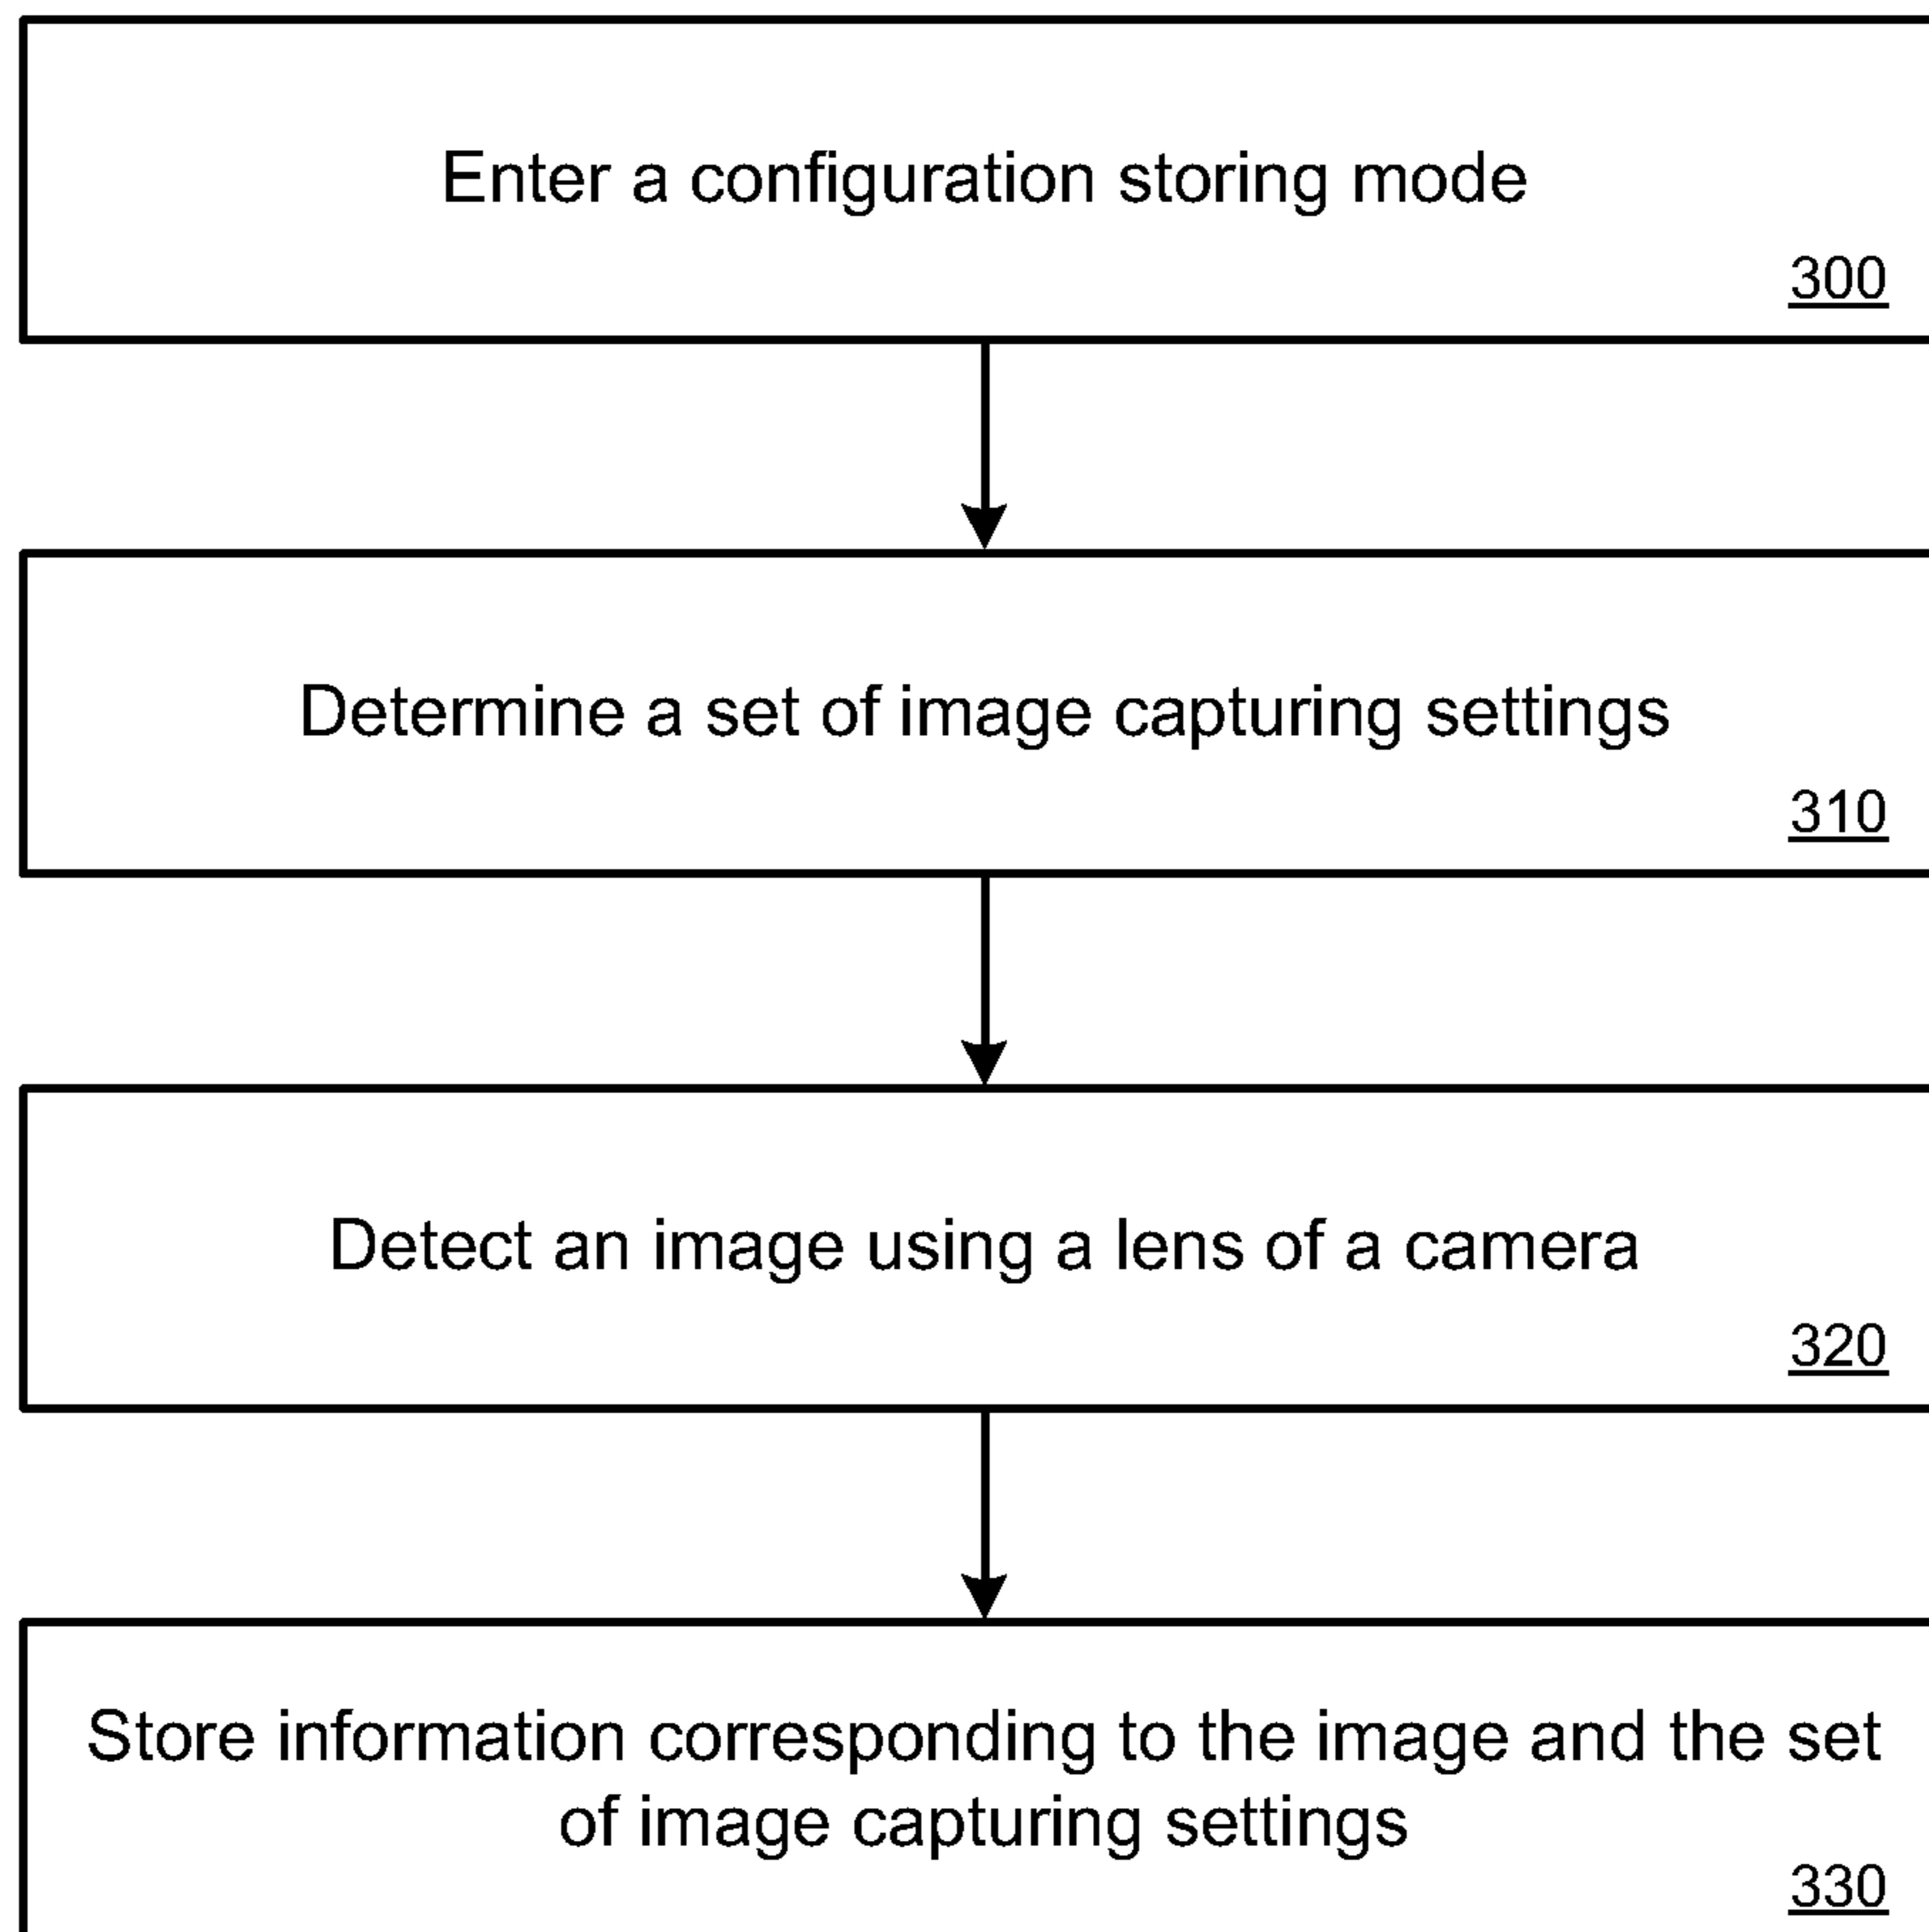 Enter a configuration storing mode
300
Determine a set of image capturing settings
310
Detect an image using a lens of a camera
320
Store information corresponding to the image and the set
of image capturing settings
330